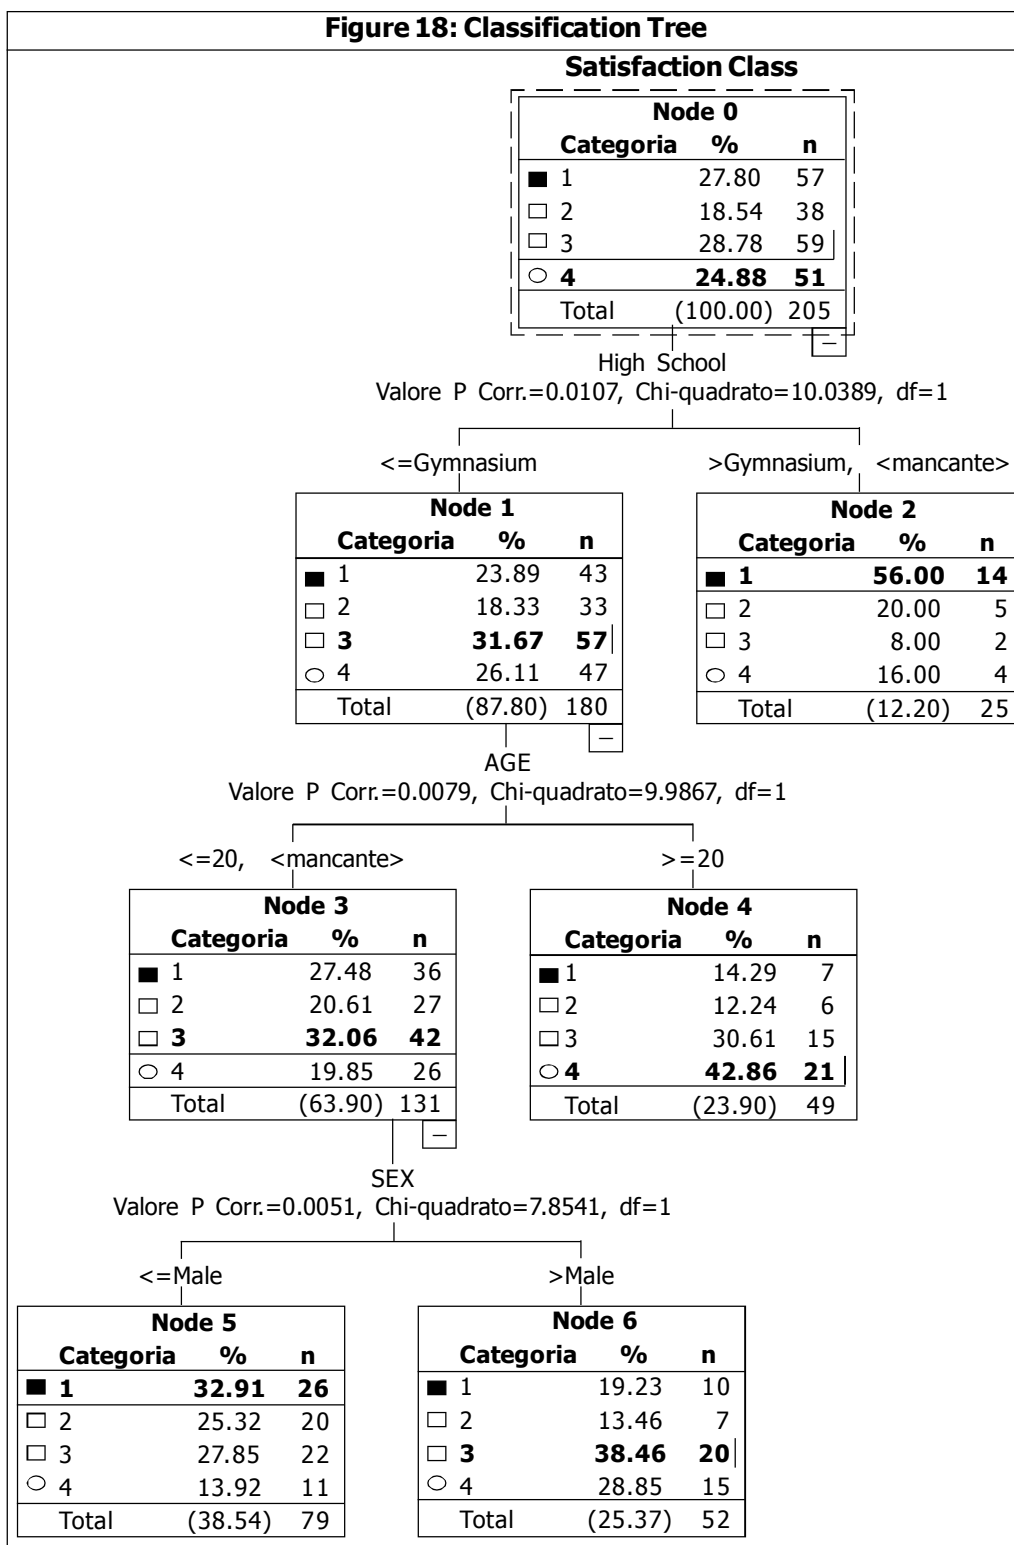 Figure 18: Classification Tree
Satisfaction Class
Node 0
Categoria % n
1 27.80 57
2 18.54 38
3 28.78 59
4 24.88 51
Total (100.00) 205
High School
Valore P Corr.=0.0107, Chi-quadrato=10.0389, df=1
<=Gymnasium
>Gymnasium, <mancante>
Node 1
Categoria % n
1 23.89 43
2 18.33 33
3 31.67 57
4 26.11 47
Total (87.80) 180
Node 2
Categoria % n
1 56.00 14
2 20.00 5
3 8.00 2
4 16.00 4
Total (12.20) 25
AGE
Valore P Corr.=0.0079, Chi-quadrato=9.9867, df=1
<=20, <mancante>
>=20
Node 3
Categoria % n
1 27.48 36
2 20.61 27
3 32.06 42
4 19.85 26
Total (63.90) 131
Node 4
Categoria % n
1 14.29 7
2 12.24 6
3 30.61 15
4 42.86 21
Total (23.90) 49
SEX
Valore P Corr.=0.0051, Chi-quadrato=7.8541, df=1
<=Male
>Male
Node 5
Categoria % n
1 32.91 26
2 25.32 20
3 27.85 22
4 13.92 11
Total (38.54) 79
Node 6
Categoria % n
1 19.23 10
2 13.46 7
3 38.46 20
4 28.85 15
Total (25.37) 52